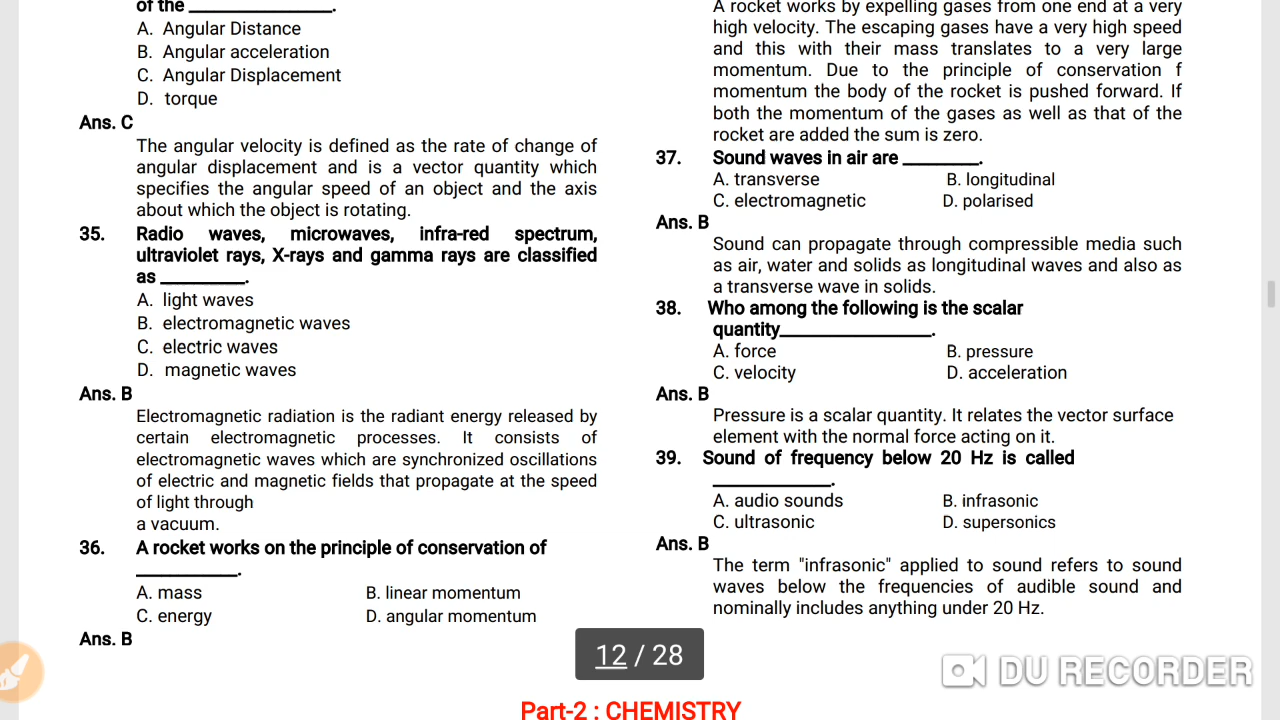 of the _______________.
A. Angular Distance
B. Angular acceleration
C. Angular Displacement
D. torque
Ans. C
The angular velocity is defined as the rate of change of
angular displacement and is a vector quantity which
specifies the angular speed of an object and the axis
about which the object is rotating.
35. Radio waves, microwaves, infra-red spectrum,
ultraviolet rays, X-rays and gamma rays are classified
as _________.
A. light waves
B. electromagnetic waves
C. electric waves
D. magnetic waves
Ans. B
Electromagnetic radiation is the radiant energy released by
certain electromagnetic processes. It consists of
electromagnetic waves which are synchronized oscillations
of electric and magnetic fields that propagate at the speed
of light through
a vacuum.
36. A rocket works on the principle of conservation of
___________.
A. mass B. linear momentum
C. energy D. angular momentum
Ans. B
A rocket works by expelling gases from one end at a very
high velocity. The escaping gases have a very high speed
and this with their mass translates to a very large
momentum. Due to the principle of conservation f
momentum the body of the rocket is pushed forward. If
both the momentum of the gases as well as that of the
rocket are added the sum is zero.
37. Sound waves in air are ________.
A. transverse B. longitudinal
C. electromagnetic D. polarised
Ans. B
Sound can propagate through compressible media such
as air, water and solids as longitudinal waves and also as
a transverse wave in solids.
38. Who among the following is the scalar
quantity________________.
A. force B. pressure
C. velocity D. acceleration
Ans. B
Pressure is a scalar quantity. It relates the vector surface
element with the normal force acting on it.
39. Sound of frequency below 20 Hz is called
_____________.
A. audio sounds B. infrasonic
C. ultrasonic D. supersonics
Ans. B
The term "infrasonic" applied to sound refers to sound
waves below the frequencies of audible sound and
nominally includes anything under 20 Hz.
12 / 28
DU RECORDER
Part-2 : CHEMISTRY